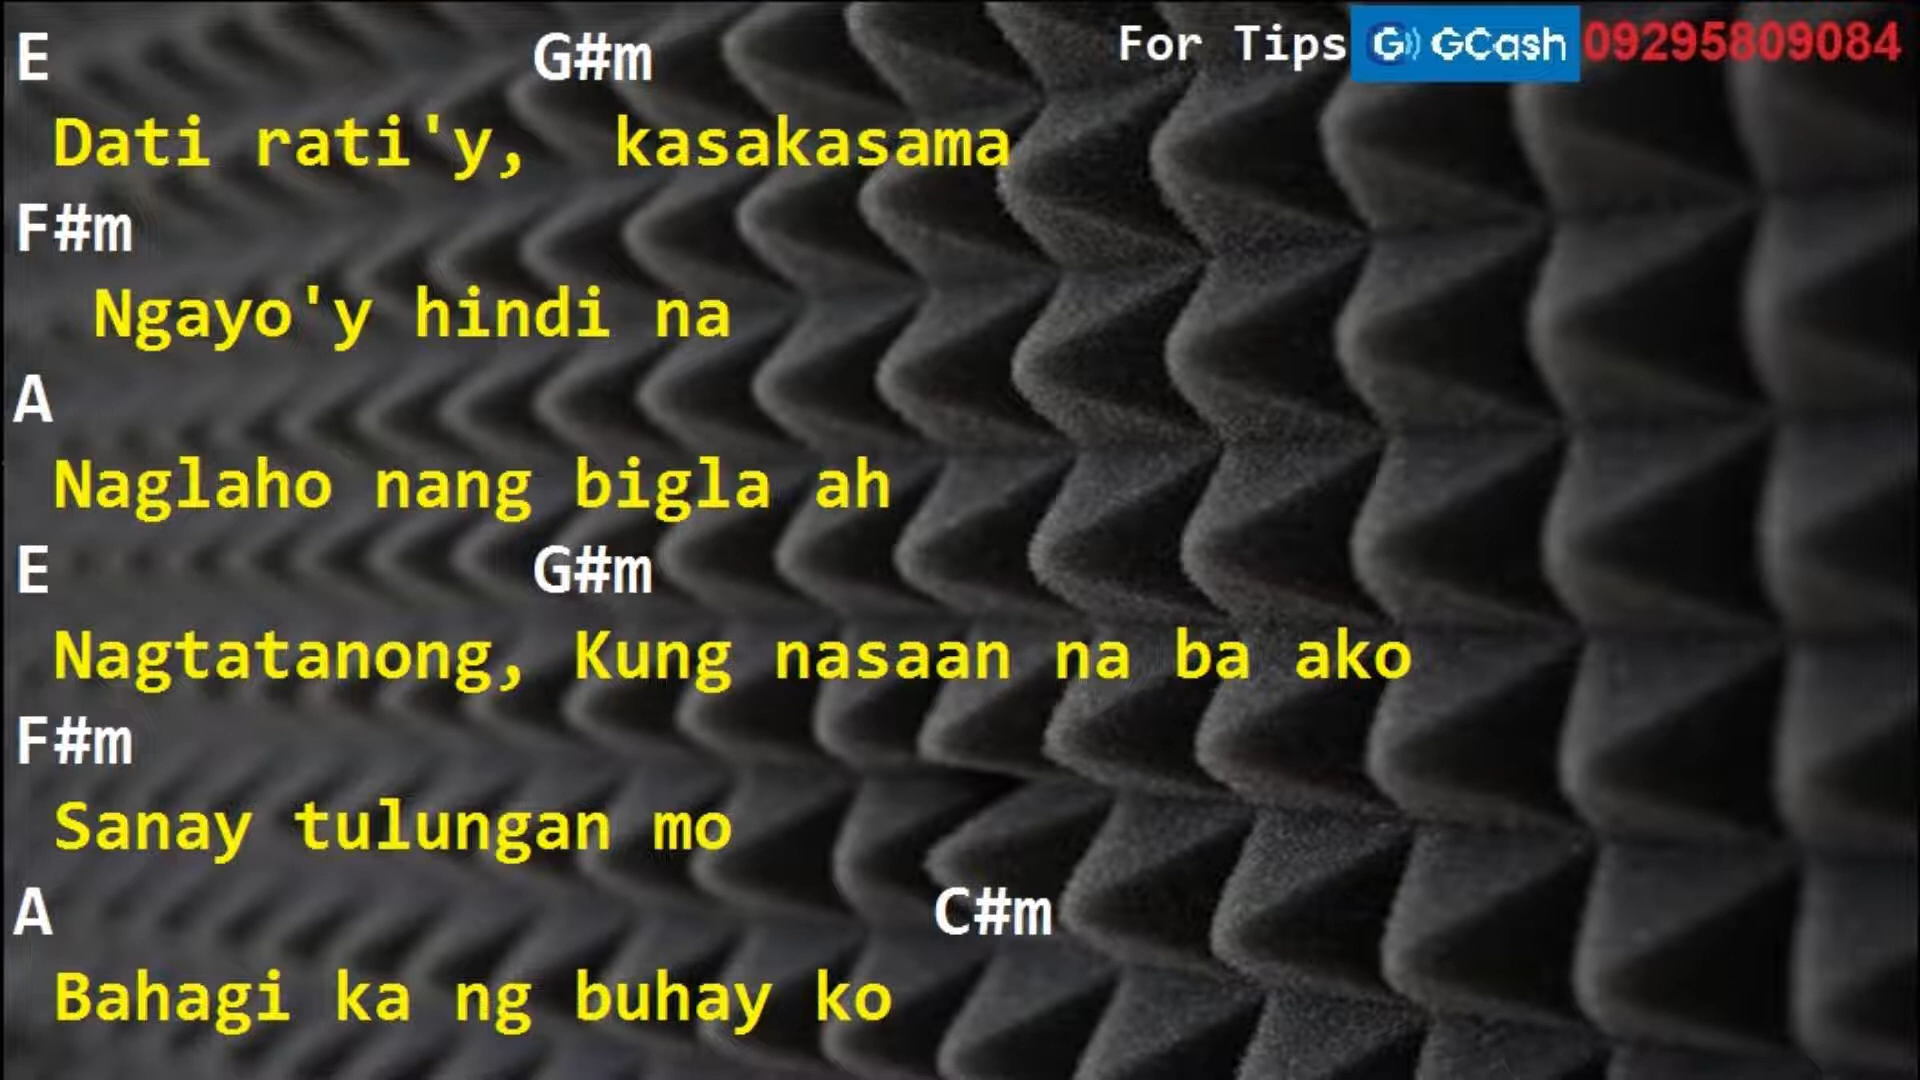 For Tips G GCash 09295809084
E G#m
Dati rati'y, kasakasama
F#m
Ngayo'y hindi na
A
Naglaho nang bigla ah
E G#m
Nagtatanong, Kung nasaan na ba ako
F#m
Sanay tulungan mo
A C#m
Bahagi ka ng buhay ko